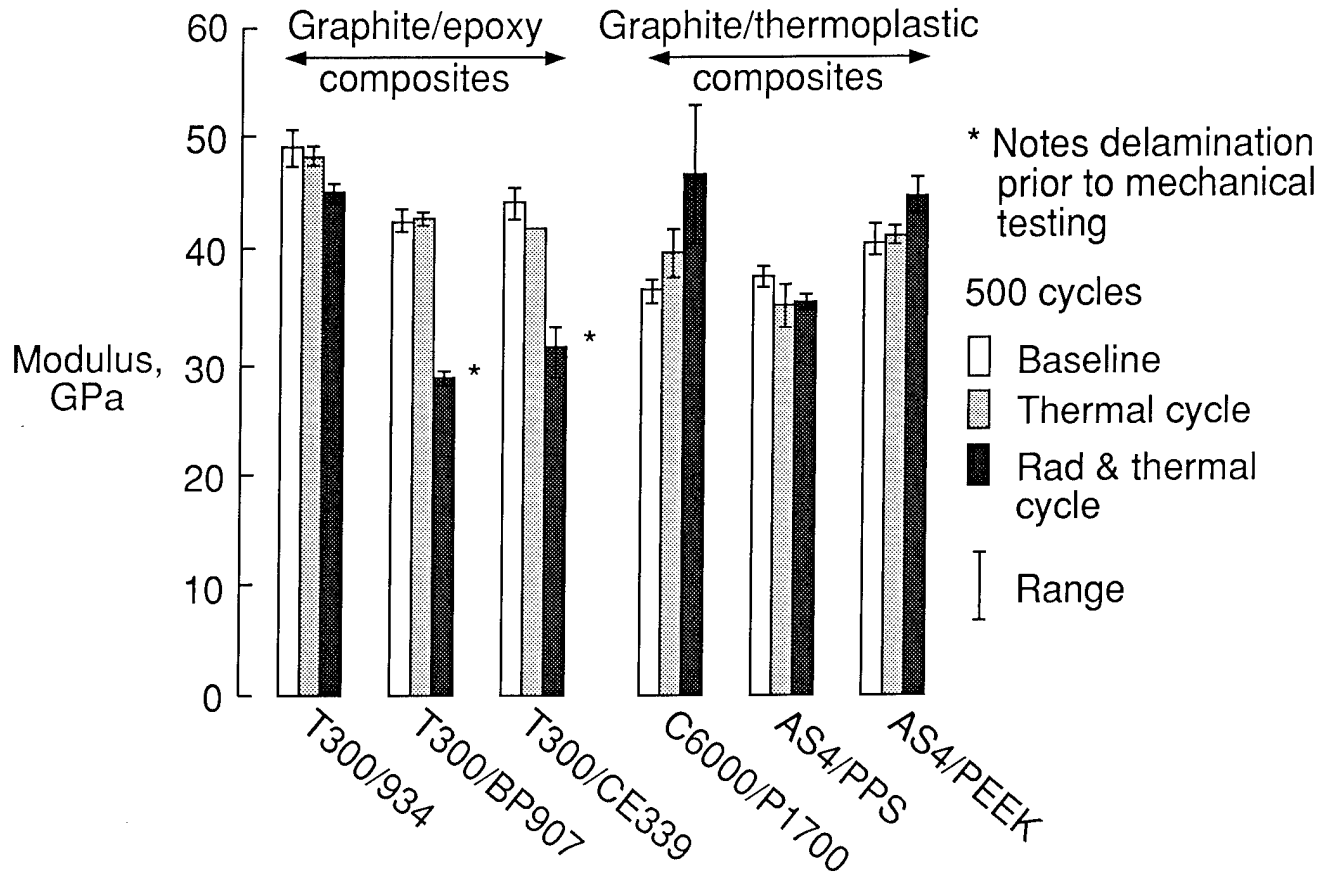 60
50
40
30
20
10
0
Modulus,
GPa
Graphite/epoxy
composites
Graphite/thermoplastic
composites
*
*
T300/934
T300/BP907
T300/CE339
C6000/P1700
AS4/PPS
AS4/PEEK
* Notes delamination
prior to mechanical
testing
500 cycles
Baseline
Thermal cycle
Rad & thermal
cycle
Range